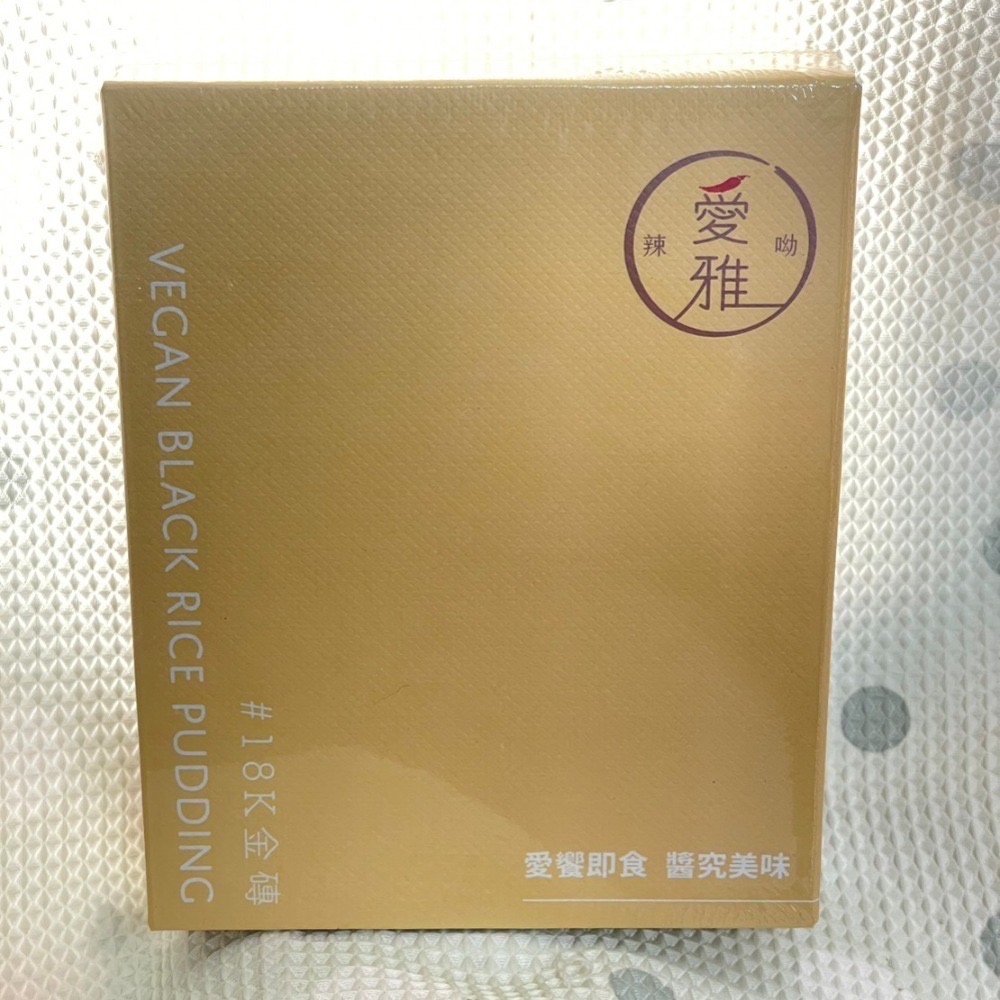 愛雅
辣
呦
VEGAN BLACK RICE PUDDING
#18K金磚
愛饗即食 醬究美味